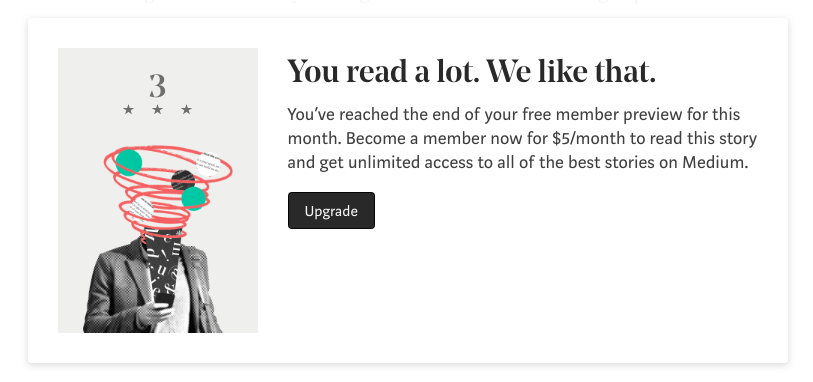 3
You read a lot. We like that.
You’ve reached the end of your free member preview for this
month. Become a member now for $5/month to read this story
and get unlimited access to all of the best stories on Medium.
Upgrade